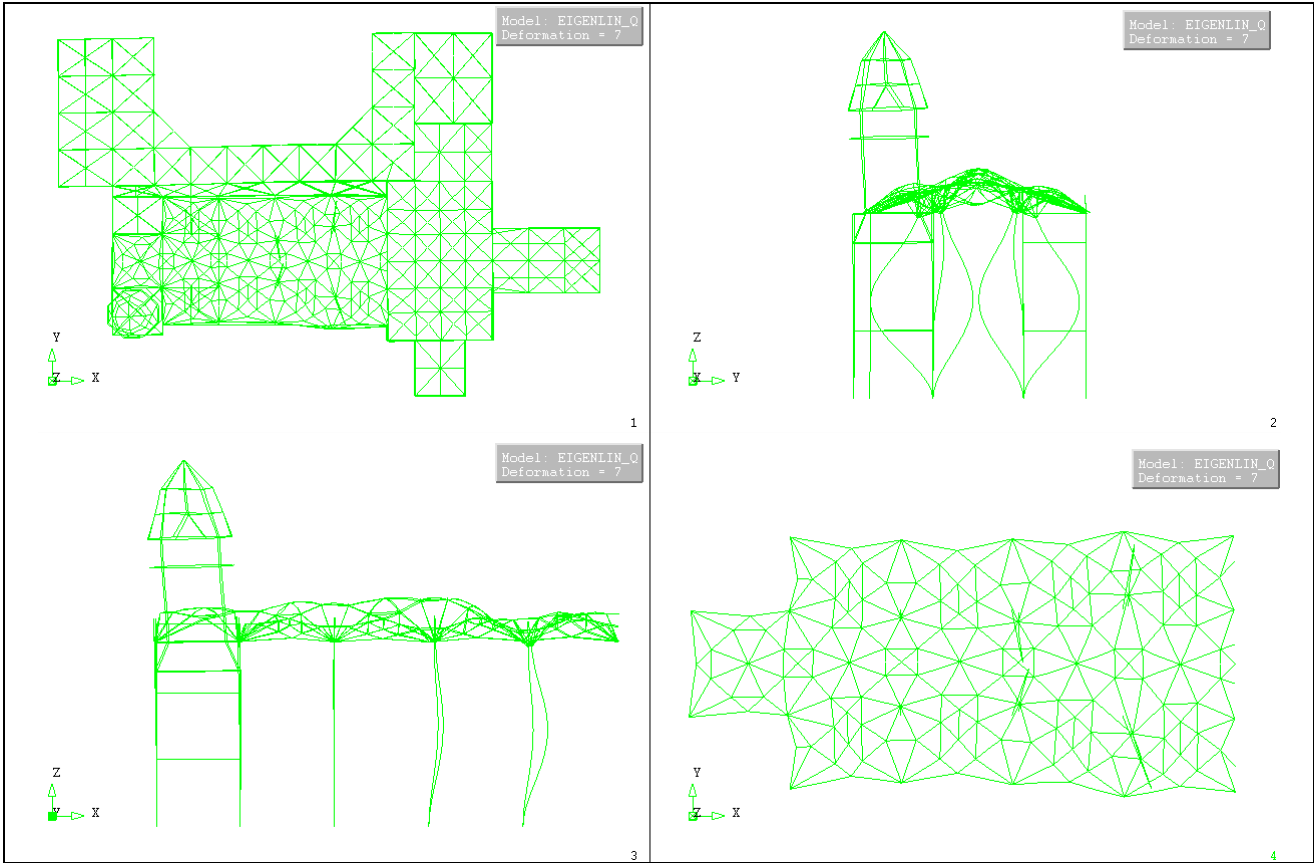 Model: EIGENLIN_Q
Deformation = 7
Y
Z
X
1
Model: EIGENLIN_Q
Deformation = 7
Z
X
Y
2
Model: EIGENLIN_Q
Deformation = 7
Z
Y
X
3
Model: EIGENLIN_Q
Deformation = 7
Y
Z
X
4